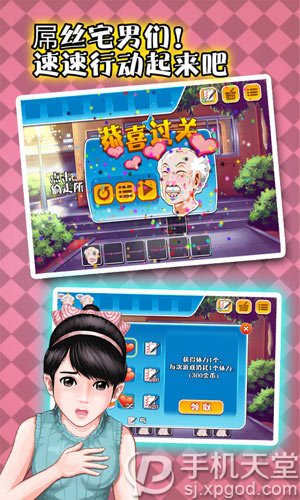 屌丝宅男们！
速速行动起来吧
恭喜过关
获得体力1个，
每次游戏消耗1个体力
（300金币）
领取
手机天堂
sj.xpgod.com